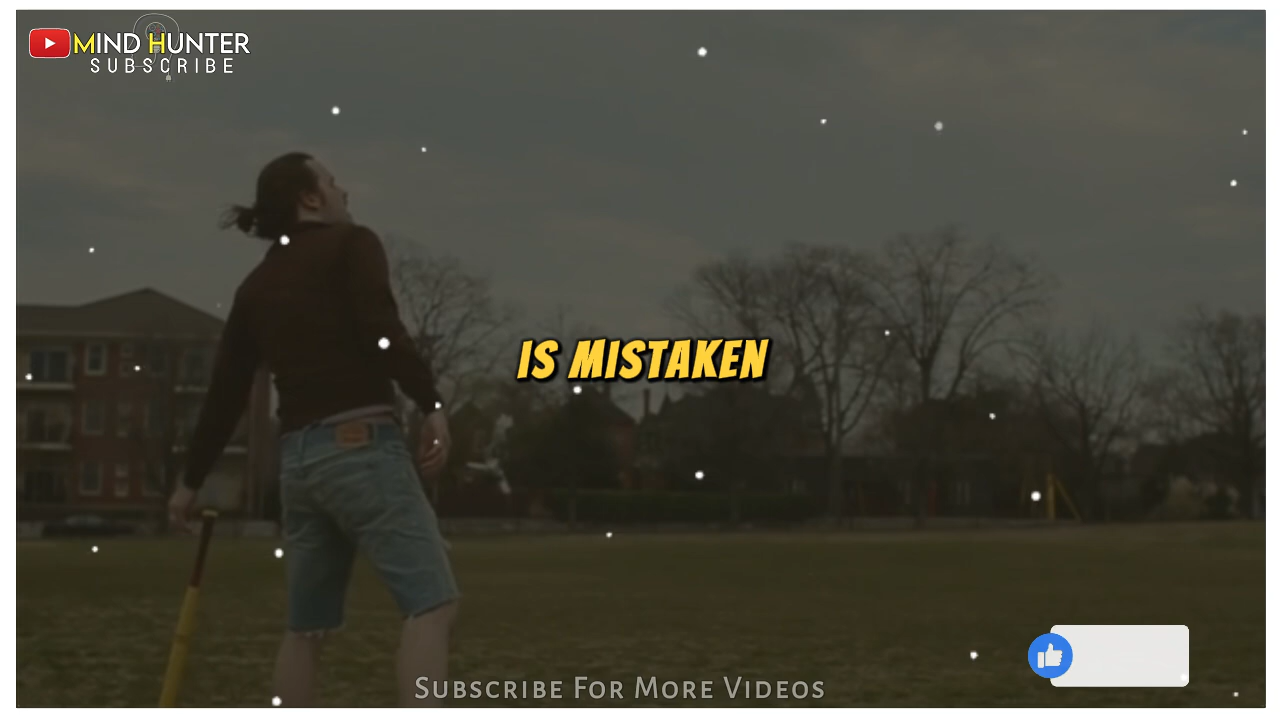 MIND HUNTER
SUBSCRIBE
IS MISTAKEN
SUBSCRIBE FOR MORE VIDEOS